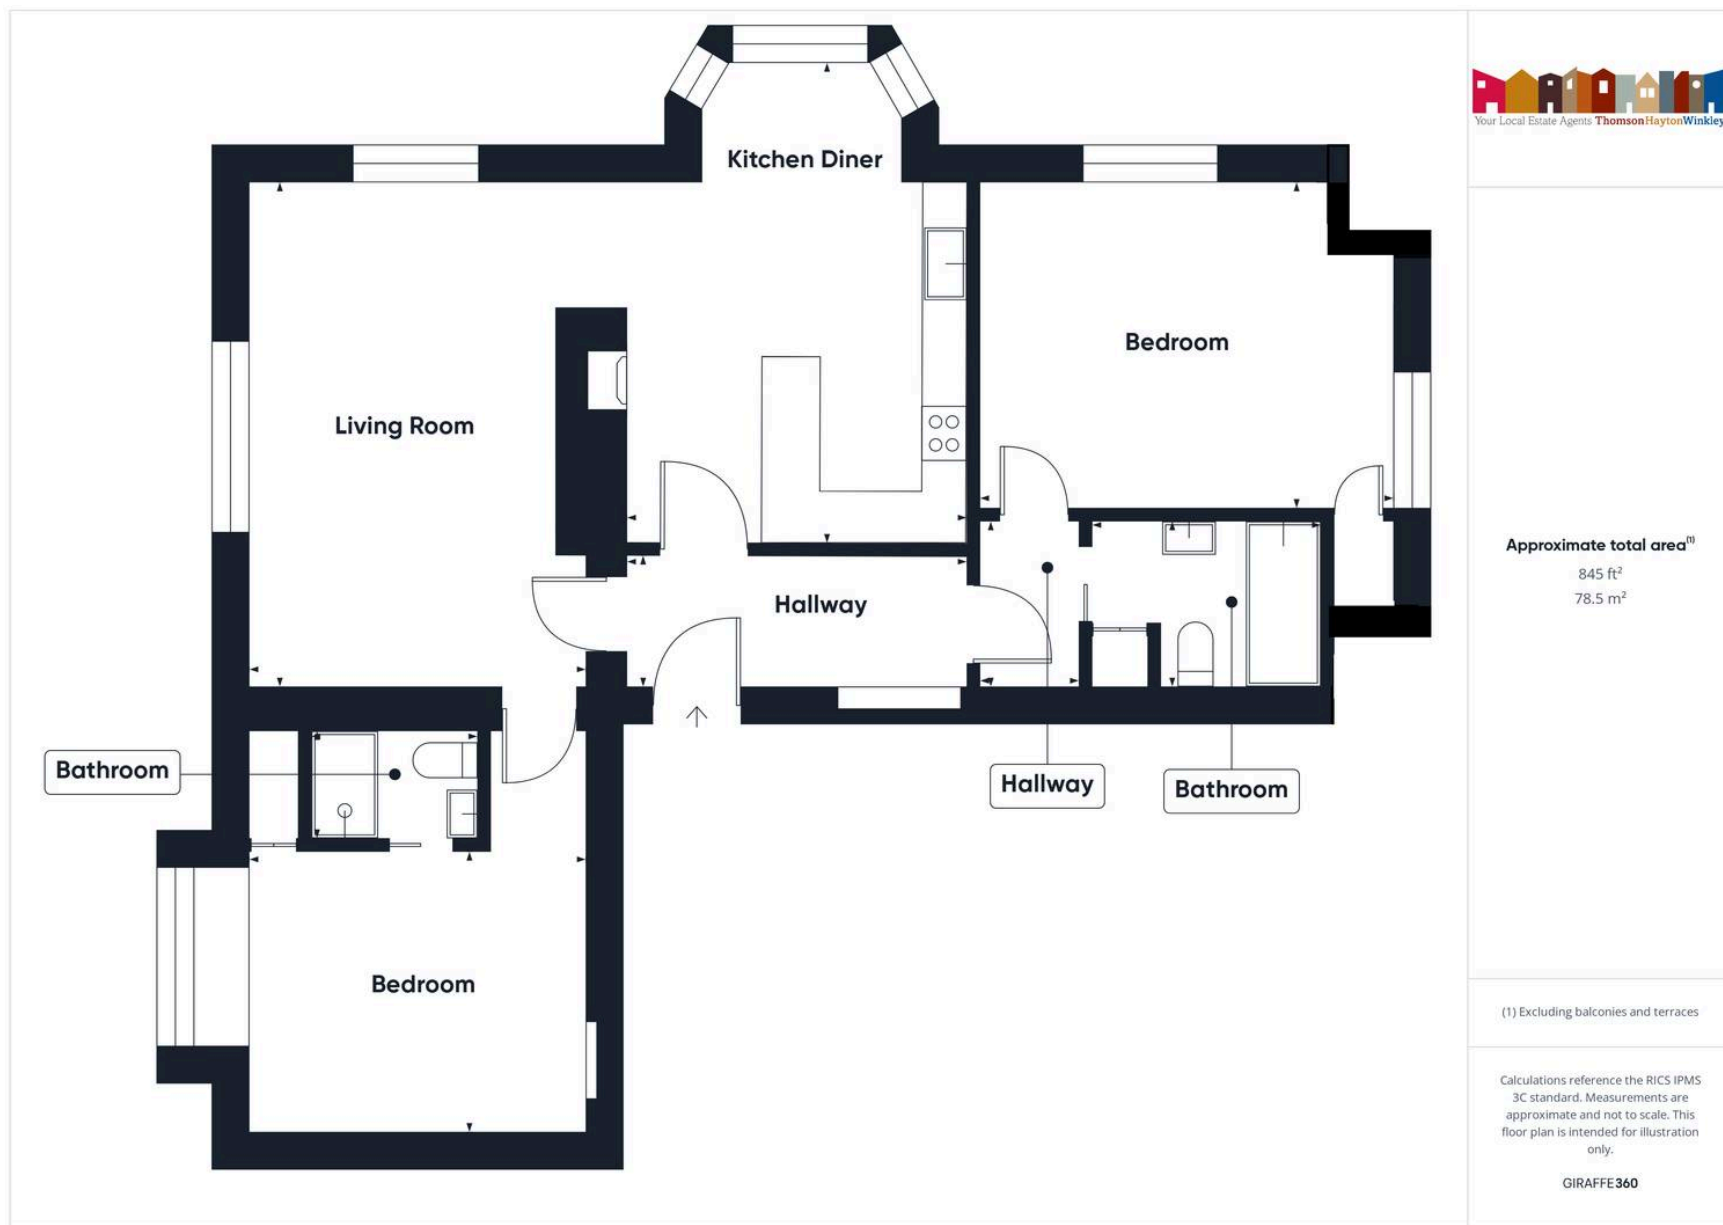 Your Local Estate Agents ThomsonHaytonWinkley
Kitchen Diner
Bedroom
Living Room
Hallway
Bathroom
Hallway
Bathroom
Bedroom
Approximate total area⁽¹⁾
845 ft²
78.5 m²
(1) Excluding balconies and terraces
Calculations reference the RICS IPMS
3C standard. Measurements are
approximate and not to scale. This
floor plan is intended for illustration
only.
GIRAFFE360